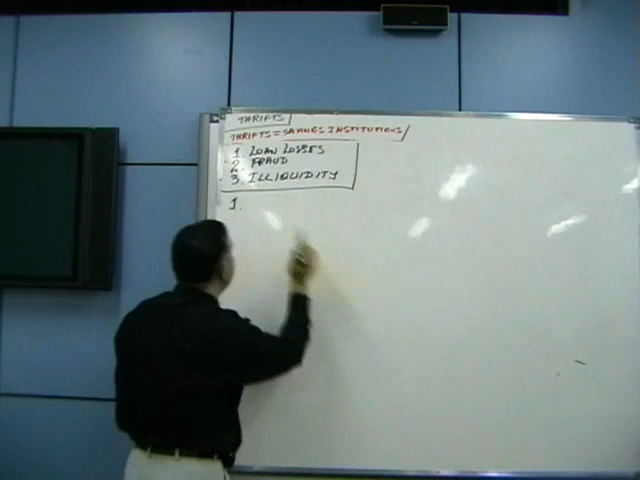 THRIFTS
THRIFTS = SAVINGS INSTITUTIONS
1. LOAN LOSSES
2. FRAUD
3. ILLIQUIDITY
1.